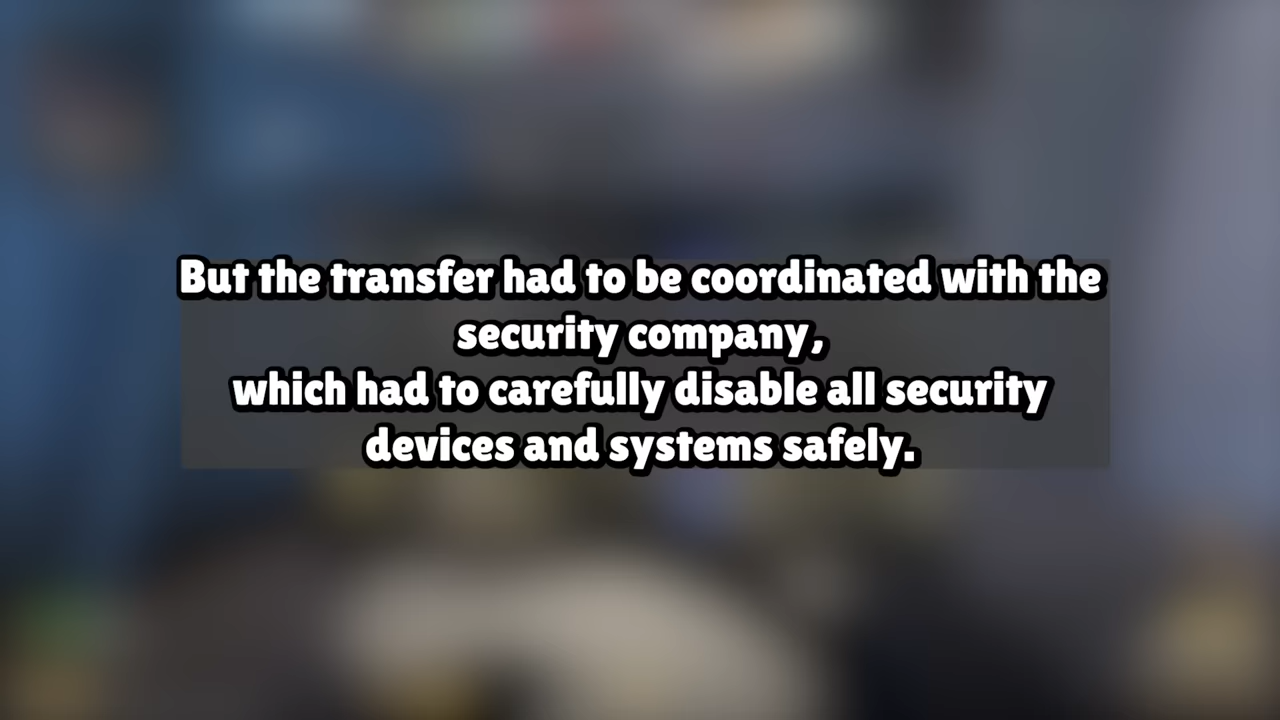 But the transfer had to be coordinated with the
security company,
which had to carefully disable all security
devices and systems safely.